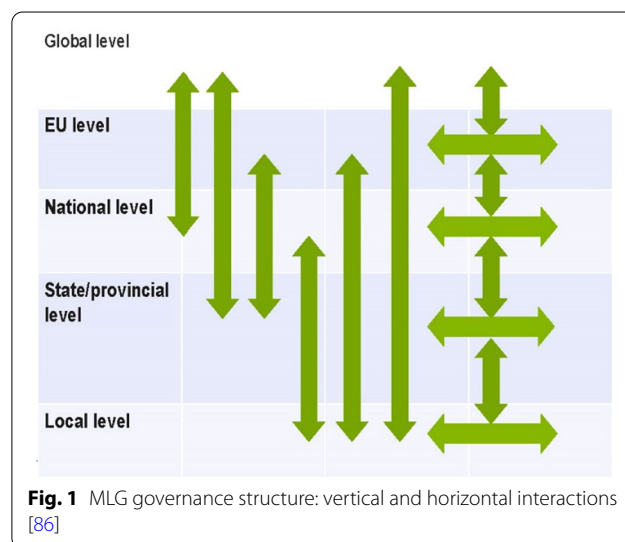 Global level
EU level
National level
State/provincial
level
Local level
Fig. 1 MLG governance structure: vertical and horizontal interactions
[86]